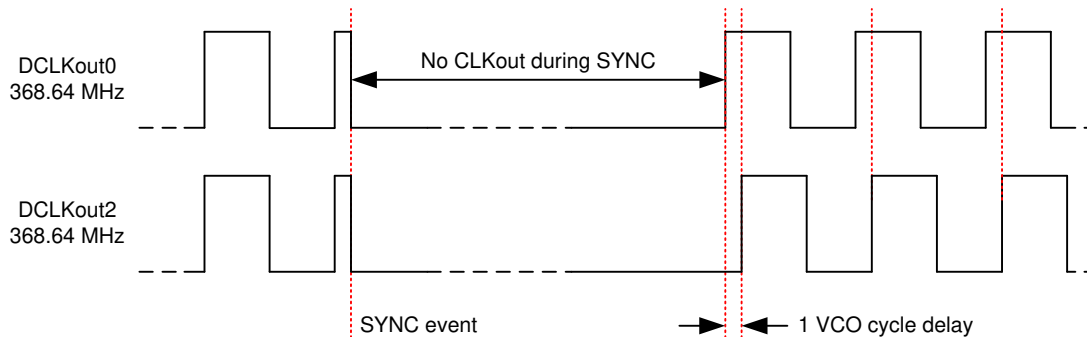 DCLKout0
368.64 MHz
No CLKout during SYNC
DCLKout2
368.64 MHz
SYNC event
1 VCO cycle delay